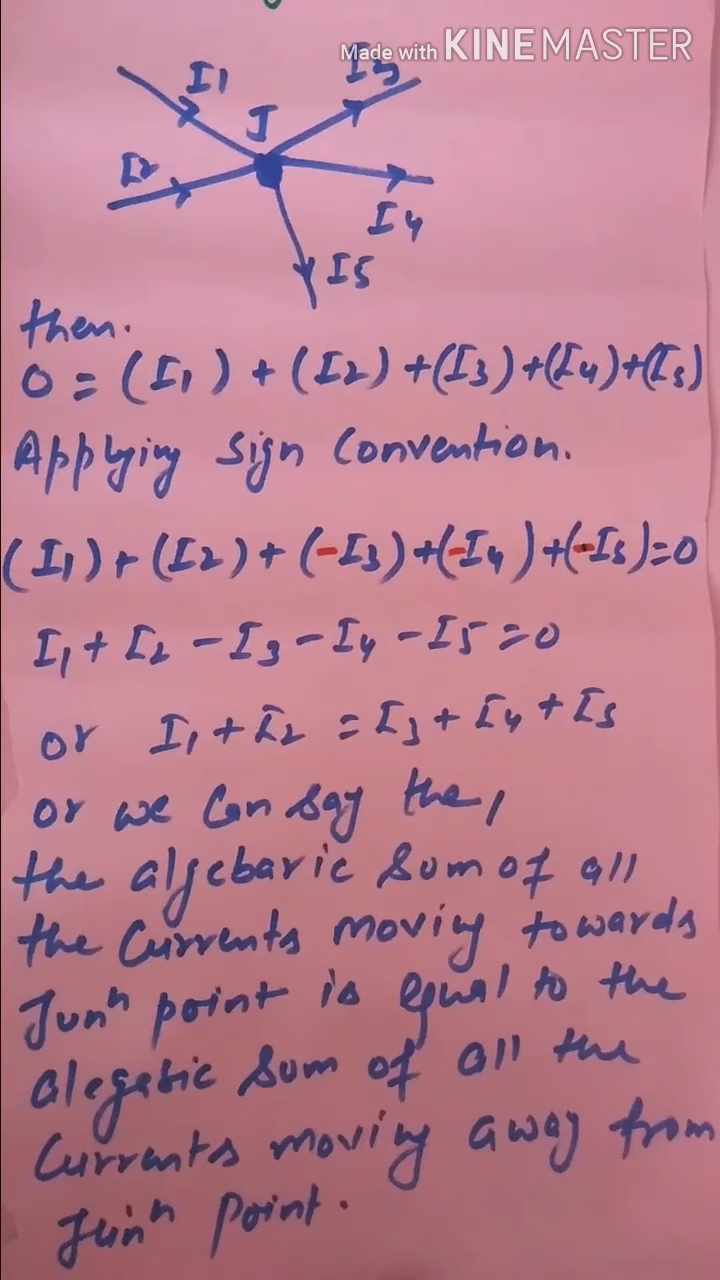 Made with KINEMASTER
I1
I3
J
I2
I4
I5
then.
0 = (I1) + (I2) + (I3) + (I4) + (I5)
Applying Sign Convention.
(I1) + (I2) + (-I3) + (-I4) + (-I5) = 0
I1 + I2 - I3 - I4 - I5 = 0
or I1 + I2 = I3 + I4 + I5
or we can say the,
the algebaric sum of all
the Currents moving towards
Junⁿ point is equal to the
alegebic sum of all the
Currents moving away from
Junⁿ Point.